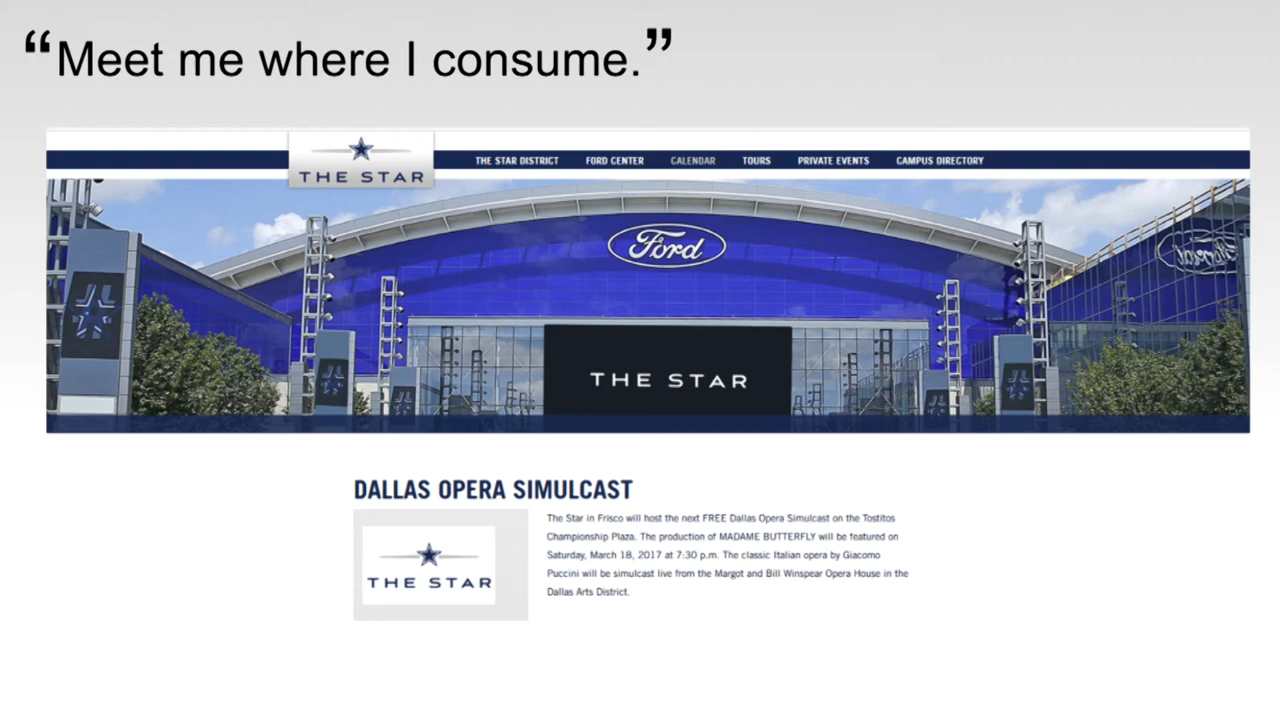 “Meet me where I consume.”
THE STAR
THE STAR DISTRICT FORD CENTER CALENDAR TOURS PRIVATE EVENTS CAMPUS DIRECTORY
Ford
Ford
THE STAR
DALLAS OPERA SIMULCAST
THE STAR
The Star in Frisco will host the next FREE Dallas Opera Simulcast on the Tostitos
Championship Plaza. The production of MADAME BUTTERFLY will be featured on
Saturday, March 18, 2017 at 7:30 p.m. The classic Italian opera by Giacomo
Puccini will be simulcast live from the Margot and Bill Winspear Opera House in the
Dallas Arts District.